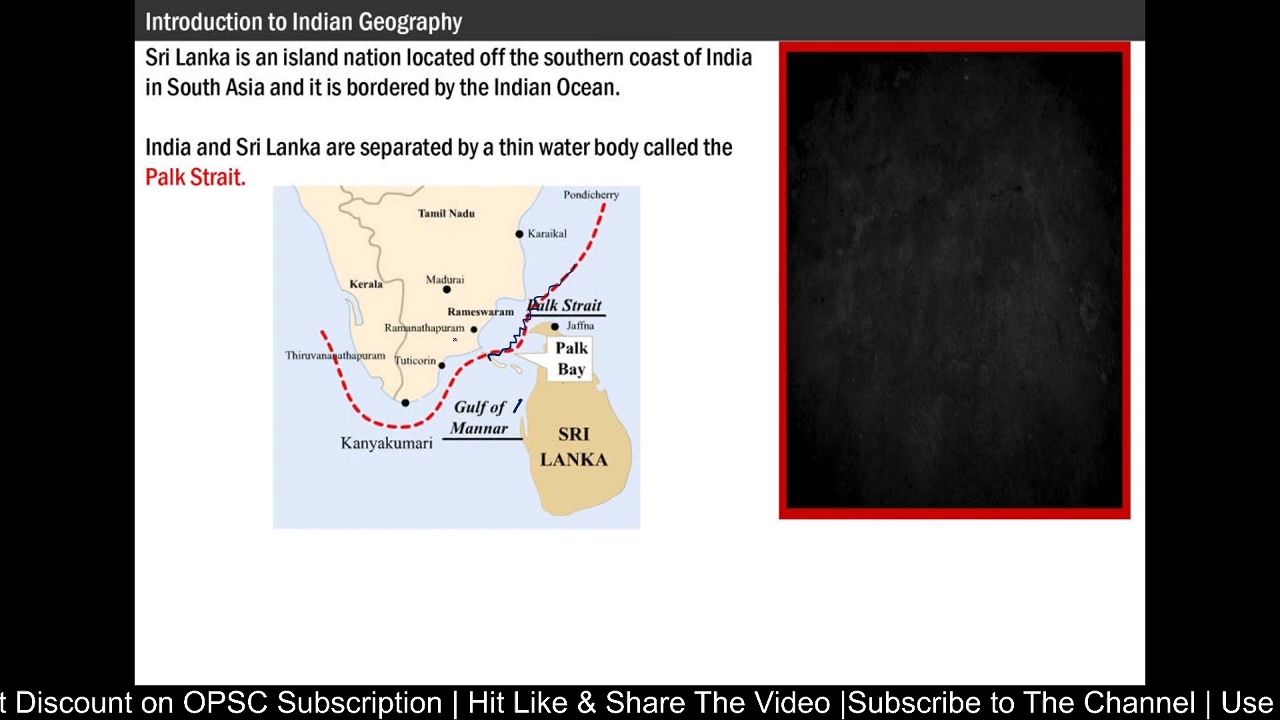 Introduction to Indian Geography
Sri Lanka is an island nation located off the southern coast of India
in South Asia and it is bordered by the Indian Ocean.
India and Sri Lanka are separated by a thin water body called the
Palk Strait.
Pondicherry
Tamil Nadu
Karaikal
Madurai
Kerala
Palk Strait
Rameswaram
Ramanathapuram
Jaffna
Palk
Bay
Thiruvananathapuram
Tuticorin
Gulf of
Mannar
Kanyakumari
SRI
LANKA
t Discount on OPSC Subscription | Hit Like & Share The Video |Subscribe to The Channel | Use